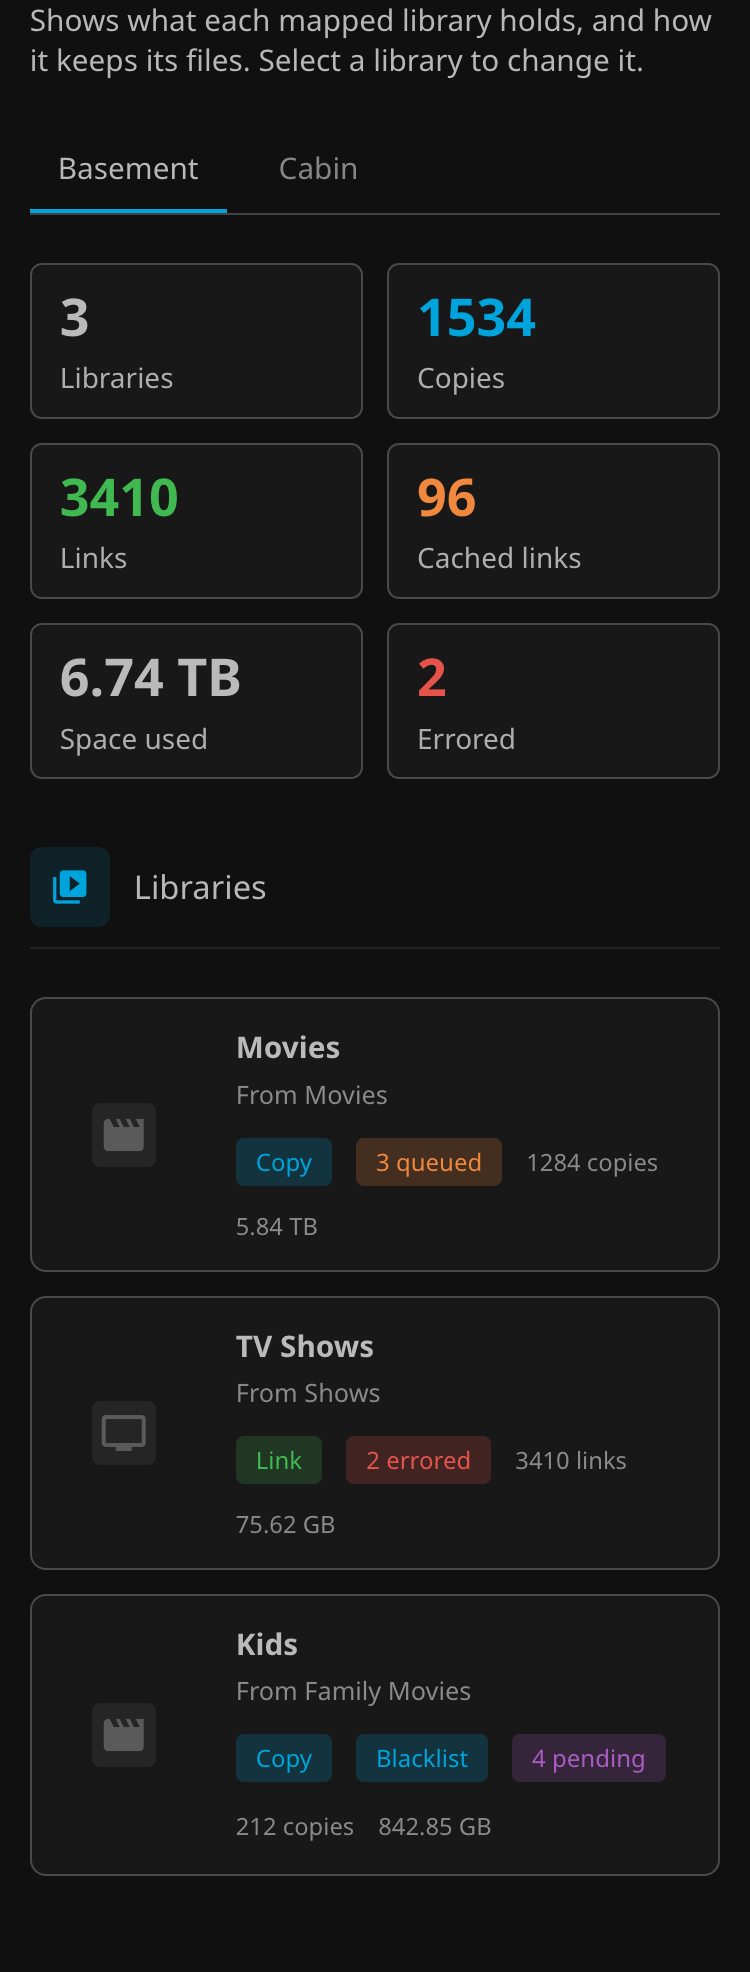 Shows what each mapped library holds, and how
it keeps its files. Select a library to change it.
Basement
Cabin
3
Libraries
1534
Copies
3410
Links
96
Cached links
6.74 TB
Space used
2
Errored
Libraries
Movies
From Movies
Copy
3 queued
1284 copies
5.84 TB
TV Shows
From Shows
Link
2 errored
3410 links
75.62 GB
Kids
From Family Movies
Copy
Blacklist
4 pending
212 copies
842.85 GB